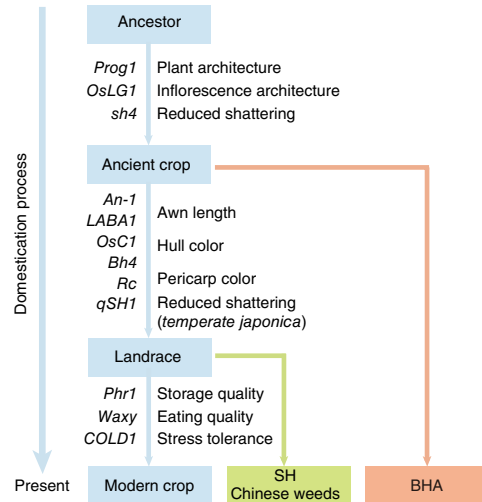 Ancestor
Prog1 Plant architecture
OsLG1 Inflorescence architecture
sh4 Reduced shattering
Ancient crop
An-1
LABA1
Awn length
OsC1 Hull color
Bh4
Rc Pericarp color
qSH1 Reduced shattering
(temperate japonica)
Landrace
Phr1 Storage quality
Waxy Eating quality
COLD1 Stress tolerance
Domestication process
Present
Modern crop
SH
Chinese weeds
BHA